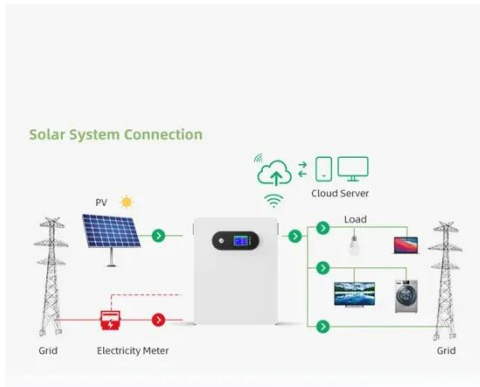 Solar System Connection
Cloud Server
PV
Load
Grid
Electricity Meter
Grid